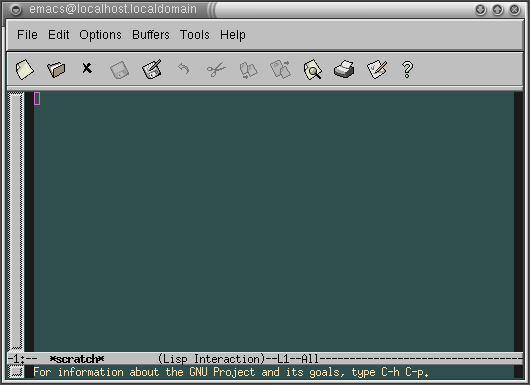 emacs@localhost.localdomain
File Edit Options Buffers Tools Help
-1:-- *scratch* (Lisp Interaction)--L1--All--------------------------------------
For information about the GNU Project and its goals, type C-h C-p.